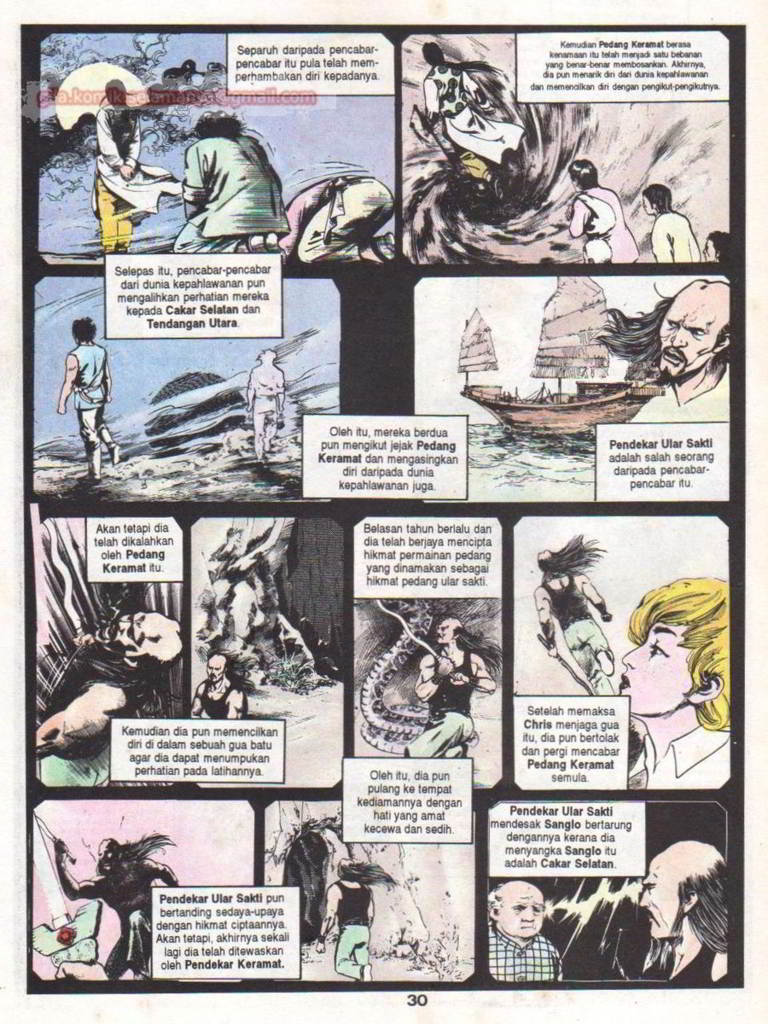 Separuh daripada pencabar-
pencabar itu pula telah mem-
perhambakan diri kepadanya.
Kemudian Pedang Keramat berasa
kenamaan itu telah menjadi satu bebanan
yang benar-benar membosankan. Akhirnya,
dia pun menarik diri dari dunia kepahlawanan
dan memencilkan diri dengan pengikut-pengikutnya.
Selepas itu, pencabar-pencabar
dari dunia kepahlawanan pun
mengalihkan perhatian mereka
kepada Cakar Selatan dan
Tendangan Utara.
Oleh itu, mereka berdua
pun mengikut jejak Pedang
Keramat dan mengasingkan
diri daripada dunia
kepahlawanan juga.
Pendekar Ular Sakti
adalah salah seorang
daripada pencabar-
pencabar itu.
Akan tetapi dia
telah dikalahkan
oleh Pedang
Keramat itu.
Kemudian dia pun memencilkan
diri di dalam sebuah gua batu
agar dia dapat menumpukan
perhatian pada latihannya.
Belasan tahun berlalu dan
dia telah berjaya mencipta
hikmat permainan pedang
yang dinamakan sebagai
hikmat pedang ular sakti.
Setelah memaksa
Chris menjaga gua
itu, dia pun bertolak
dan pergi mencabar
Pedang Keramat
semula.
Pendekar Ular Sakti pun
bertanding sedaya-upaya
dengan hikmat ciptaannya.
Akan tetapi, akhirnya sekali
lagi dia telah ditewaskan
oleh Pendekar Keramat.
Oleh itu, dia pun
pulang ke tempat
kediamannya dengan
hati yang amat
kecewa dan sedih.
Pendekar Ular Sakti
mendesak Sanglo bertarung
dengannya kerana dia
menyangka Sanglo itu
adalah Cakar Selatan.
30